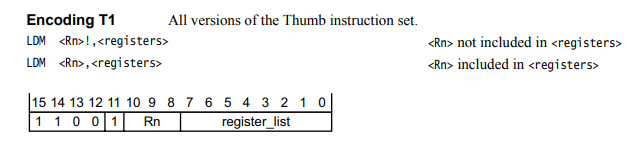 Encoding T1 All versions of the Thumb instruction set.
LDM <Rn>!,<registers> <Rn> not included in <registers>
LDM <Rn>,<registers> <Rn> included in <registers>
15 14 13 12 11 10 9 8 7 6 5 4 3 2 1 0
1 1 0 0 1 Rn register_list